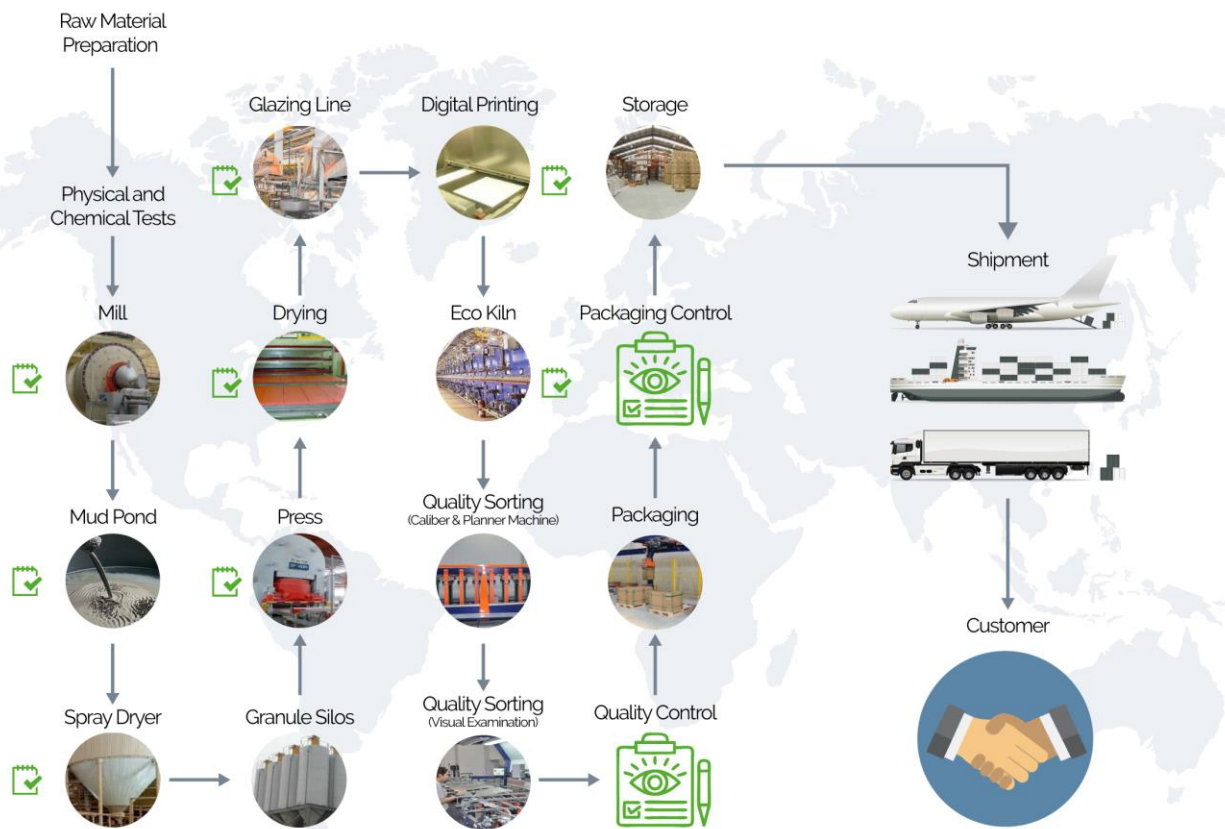 Raw Material
Preparation
Physical and
Chemical Tests
Mill
Mud Pond
Spray Dryer
Granule Silos
Press
Drying
Glazing Line
Digital Printing
Eco Kiln
Quality Sorting
(Caliber & Planner Machine)
Quality Sorting
(Visual Examination)
Quality Control
Packaging
Packaging Control
Storage
Shipment
Customer